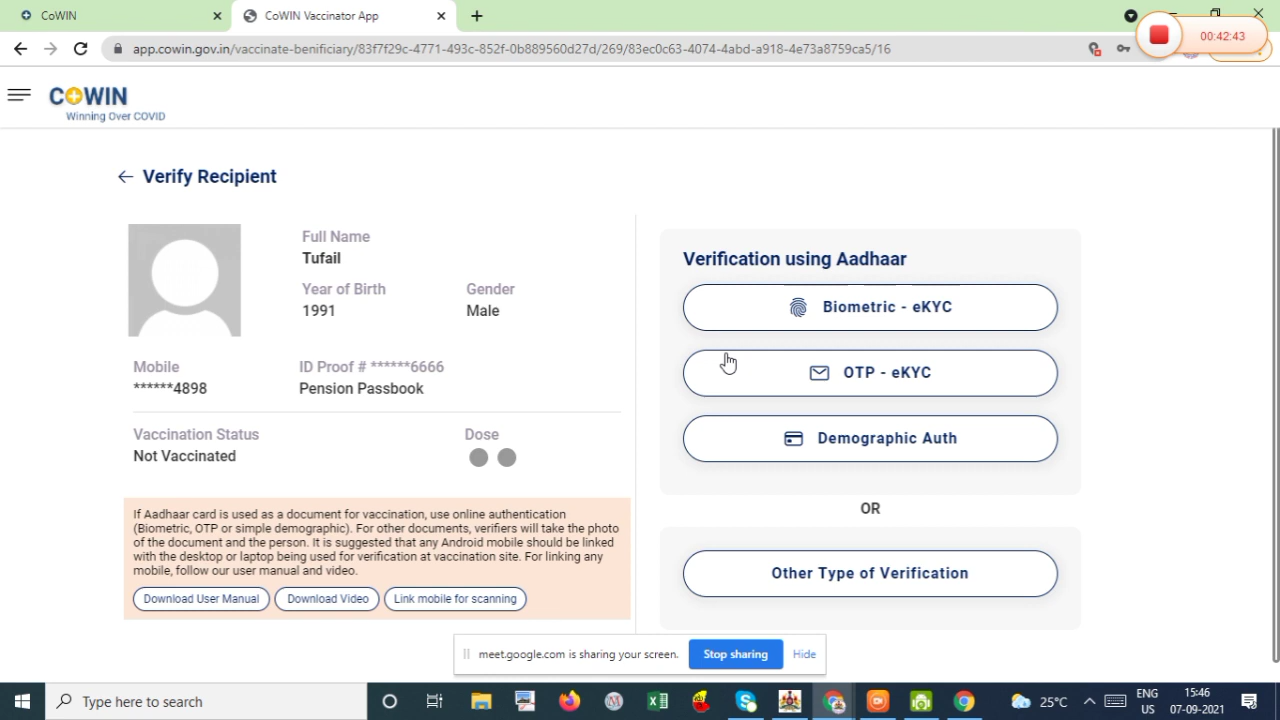 CoWIN
CoWIN Vaccinator App
app.cowin.gov.in/vaccinate-benificiary/83f7f29c-4771-493c-852f-0b889560d27d/269/83ec0c63-4074-4abd-a918-4e73a8759ca5/16
00:42:43
COWIN
Winning Over COVID
Verify Recipient
Full Name
Tufail
Year of Birth
Gender
1991
Male
Mobile
ID Proof # ******6666
******4898
Pension Passbook
Vaccination Status
Dose
Not Vaccinated
If Aadhaar card is used as a document for vaccination, use online authentication
(Biometric, OTP or simple demographic). For other documents, verifiers will take the photo
of the document and the person. It is suggested that any Android mobile should be linked
with the desktop or laptop being used for verification at vaccination site. For linking any
mobile, follow our user manual and video.
Download User Manual
Download Video
Link mobile for scanning
Verification using Aadhaar
Biometric - eKYC
OTP - eKYC
Demographic Auth
OR
Other Type of Verification
meet.google.com is sharing your screen.
Stop sharing
Hide
Type here to search
25°C
ENG
US
15:46
07-09-2021